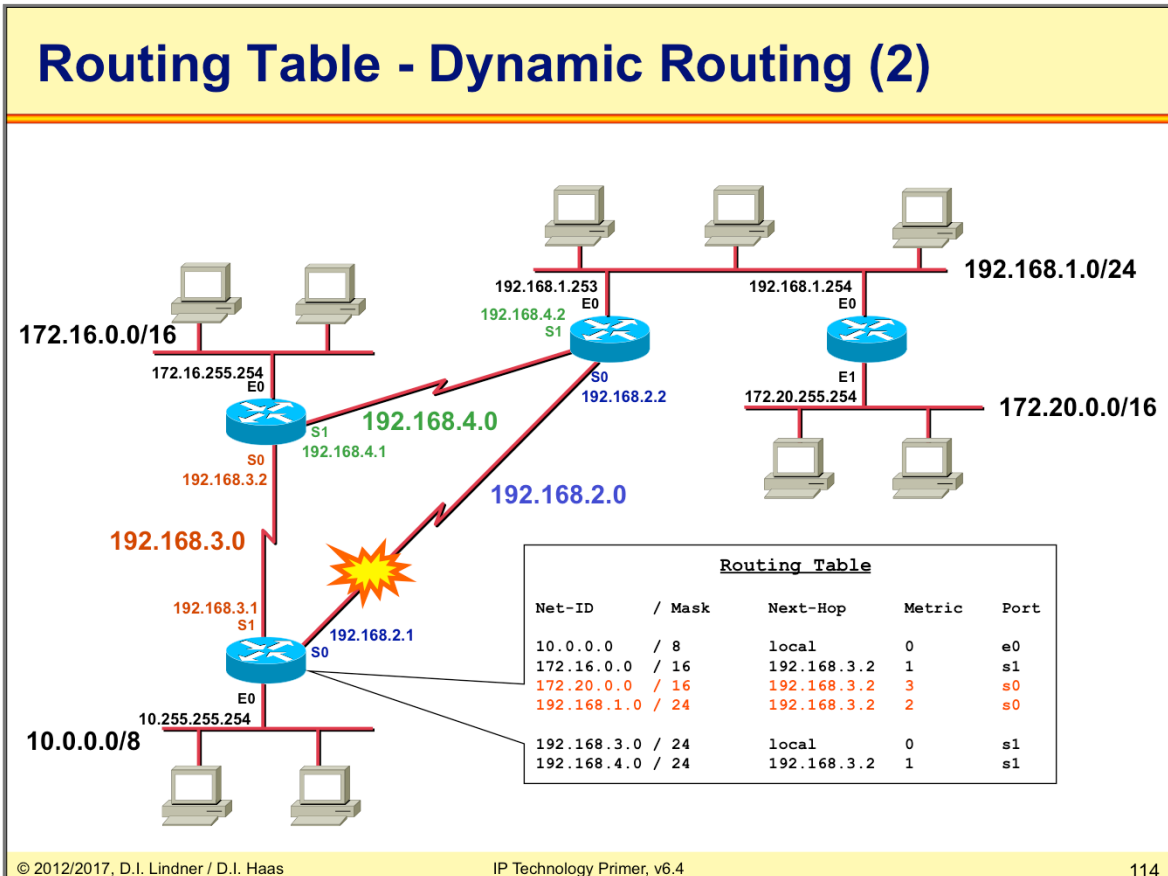 Routing Table - Dynamic Routing (2)
192.168.1.0/24
192.168.1.253
E0
192.168.1.254
E0
192.168.4.2
S1
172.16.0.0/16
172.16.255.254
E0
S0
192.168.2.2
E1
172.20.255.254
172.20.0.0/16
192.168.4.0
S1
192.168.4.1
S0
192.168.3.2
192.168.2.0
192.168.3.0
192.168.3.1
S1
192.168.2.1
S0
E0
10.255.255.254
10.0.0.0/8
Routing Table
Net-ID / Mask Next-Hop Metric Port
10.0.0.0 / 8 local 0 e0
172.16.0.0 / 16 192.168.3.2 1 s1
172.20.0.0 / 16 192.168.3.2 3 s0
192.168.1.0 / 24 192.168.3.2 2 s0
192.168.3.0 / 24 local 0 s1
192.168.4.0 / 24 192.168.3.2 1 s1
© 2012/2017, D.I. Lindner / D.I. Haas
IP Technology Primer, v6.4
114